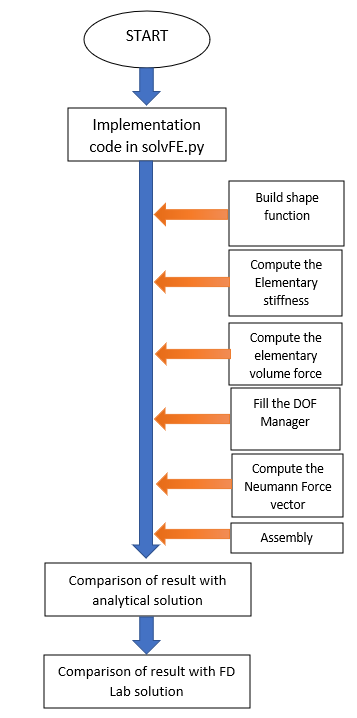 START
Implementation
code in solvFE.py
Build shape
function
Compute the
Elementary
stiffness
Compute the
elementary
volume force
Fill the DOF
Manager
Compute the
Neumann Force
vector
Assembly
Comparison of result with
analytical solution
Comparison of result with FD
Lab solution